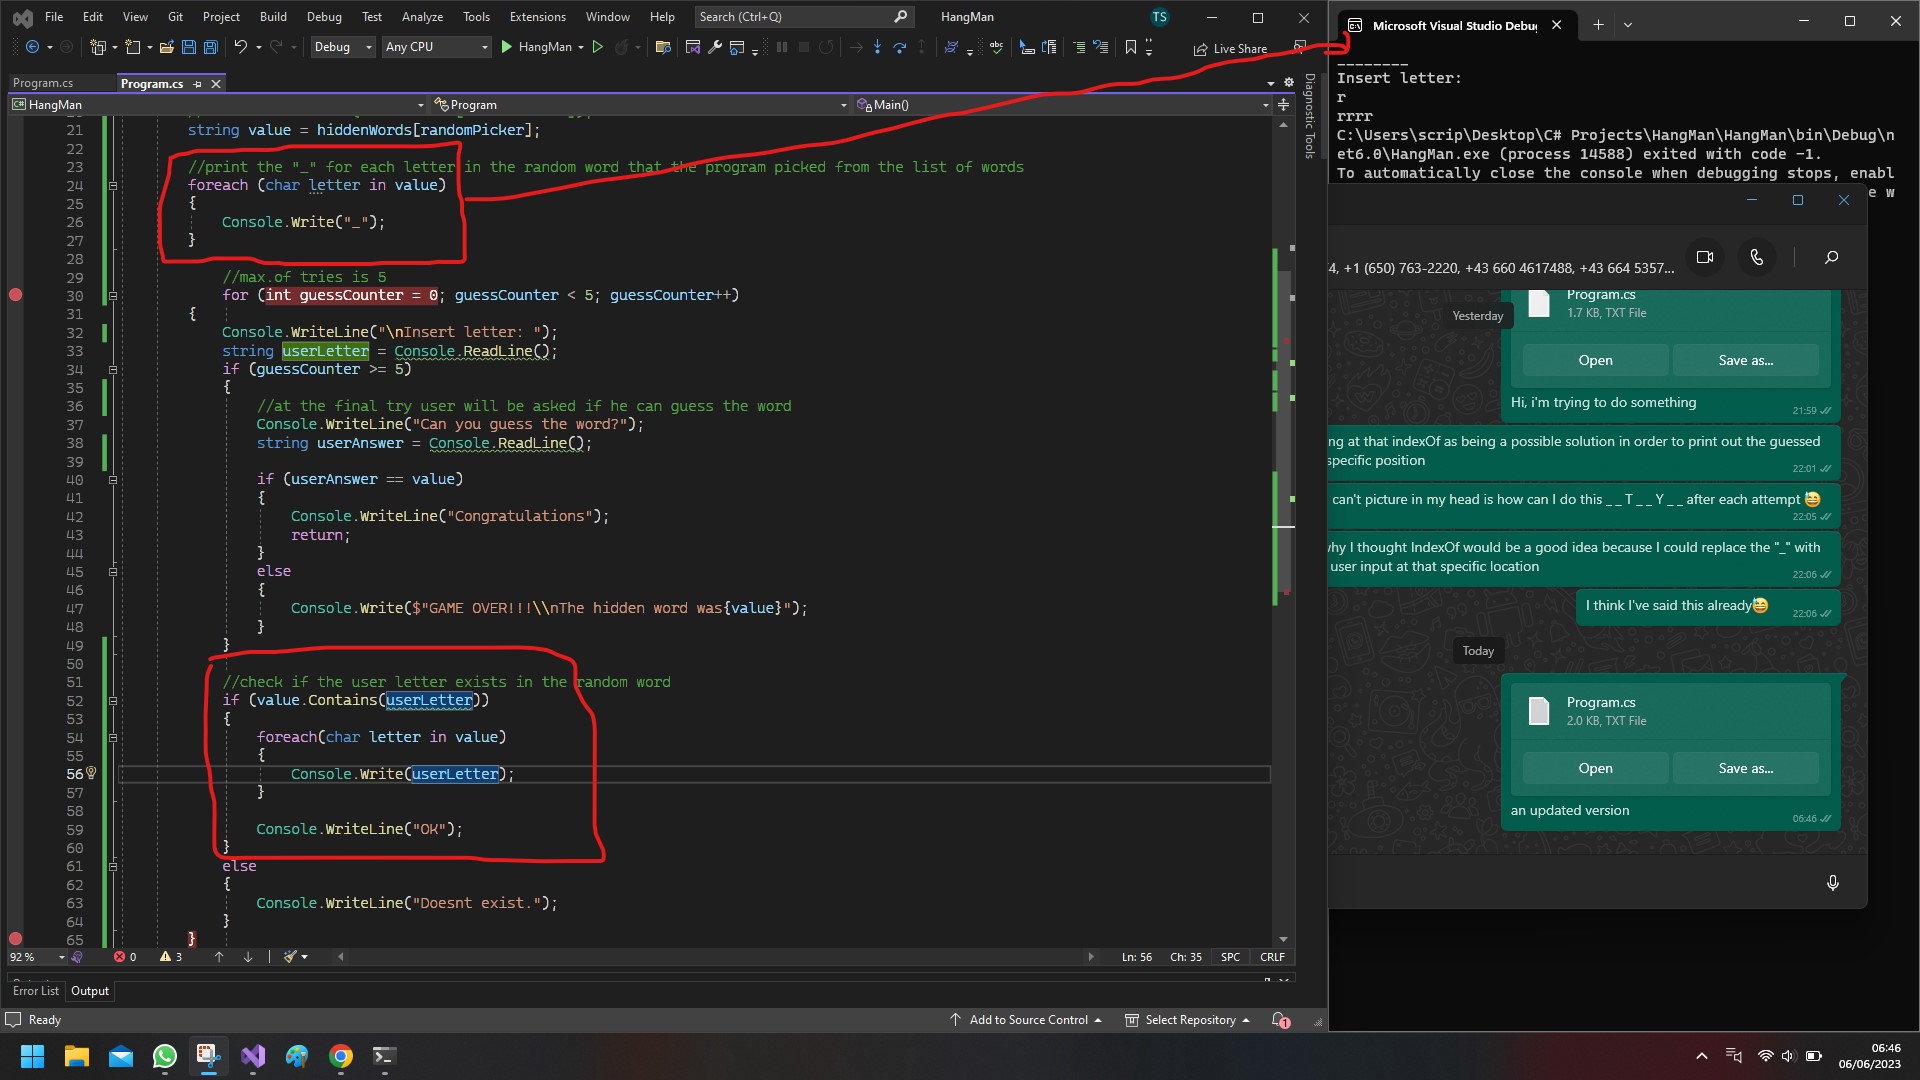 File Edit View Git Project Build Debug Test Analyze Tools Extensions Window Help Search (Ctrl+Q) HangMan TS
Debug Any CPU HangMan Live Share
Program.cs Program.cs
HangMan Program Main()
Diagnostic Tools
21 string value = hiddenWords[randomPicker];
22
23 //print the "_" for each letter in the random word that the program picked from the list of words
24 foreach (char letter in value)
25 {
26 Console.Write("_");
27 }
28
29 //max.of tries is 5
30 for (int guessCounter = 0; guessCounter < 5; guessCounter++)
31 {
32 Console.WriteLine("\nInsert letter: ");
33 string userLetter = Console.ReadLine();
34 if (guessCounter >= 5)
35 {
36 //at the final try user will be asked if he can guess the word
37 Console.WriteLine("Can you guess the word?");
38 string userAnswer = Console.ReadLine();
39
40 if (userAnswer == value)
41 {
42 Console.WriteLine("Congratulations");
43 return;
44 }
45 else
46 {
47 Console.Write($"GAME OVER!!!\\nThe hidden word was{value}");
48 }
49 }
50
51 //check if the user letter exists in the random word
52 if (value.Contains(userLetter))
53 {
54 foreach(char letter in value)
55 {
56 Console.Write(userLetter);
57 }
58
59 Console.WriteLine("OK");
60 }
61 else
62 {
63 Console.WriteLine("Doesnt exist.");
64 }
65 }
92 % 0 3 Ln: 56 Ch: 35 SPC CRLF
Error List Output
Ready Add to Source Control Select Repository 1
Microsoft Visual Studio Debug
________
Insert letter:
r
rrrr
C:\Users\scrip\Desktop\C# Projects\HangMan\HangMan\bin\Debug\n
et6.0\HangMan.exe (process 14588) exited with code -1.
To automatically close the console when debugging stops, enabl
e w
4, +1 (650) 763-2220, +43 660 4617488, +43 664 5357...
Program.cs
1.7 KB, TXT File
Yesterday
Open Save as...
Hi, i'm trying to do something
21:59
ng at that indexOf as being a possible solution in order to print out the guessed
specific position
22:01
can't picture in my head is how can I do this _ _ T _ _ Y _ _ after each attempt 😅
22:05
why I thought IndexOf would be a good idea because I could replace the "_" with
user input at that specific location
22:06
I think I've said this already😅
22:06
Today
Program.cs
2.0 KB, TXT File
Open Save as...
an updated version
06:46
06:46
06/06/2023